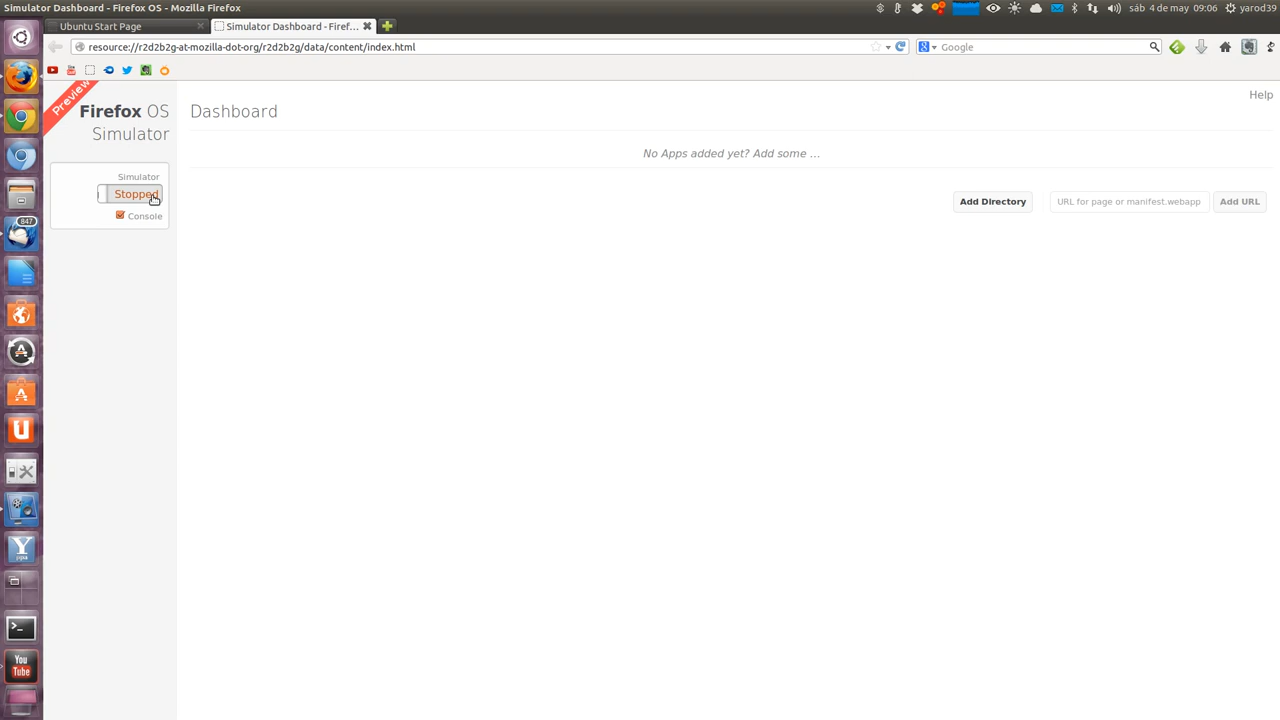 Simulator Dashboard - Firefox OS - Mozilla Firefox
sáb 4 de may 09:06 yarod39
Ubuntu Start Page
Simulator Dashboard - Firef...
resource://r2d2b2g-at-mozilla-dot-org/r2d2b2g/data/content/index.html
Google
Preview
Firefox OS
Simulator
Dashboard
Help
No Apps added yet? Add some ...
Simulator
Stopped
Console
Add Directory
URL for page or manifest.webapp
Add URL
847
You
Tube